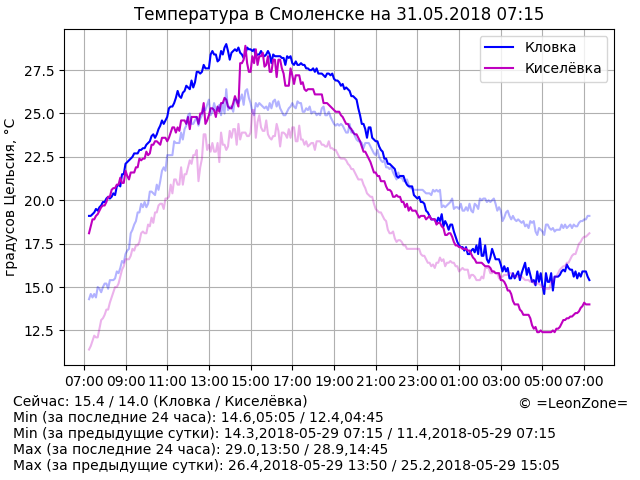 Температура в Смоленске на 31.05.2018 07:15
градусов Цельсия, °C
27.5
25.0
22.5
20.0
17.5
15.0
12.5
Кловка
Киселёвка
07:00 09:00 11:00 13:00 15:00 17:00 19:00 21:00 23:00 01:00 03:00 05:00 07:00
Сейчас: 15.4 / 14.0 (Кловка / Киселёвка)
© =LeonZone=
Min (за последние 24 часа): 14.6,05:05 / 12.4,04:45
Min (за предыдущие сутки): 14.3,2018-05-29 07:15 / 11.4,2018-05-29 07:15
Max (за последние 24 часа): 29.0,13:50 / 28.9,14:45
Max (за предыдущие сутки): 26.4,2018-05-29 13:50 / 25.2,2018-05-29 15:05